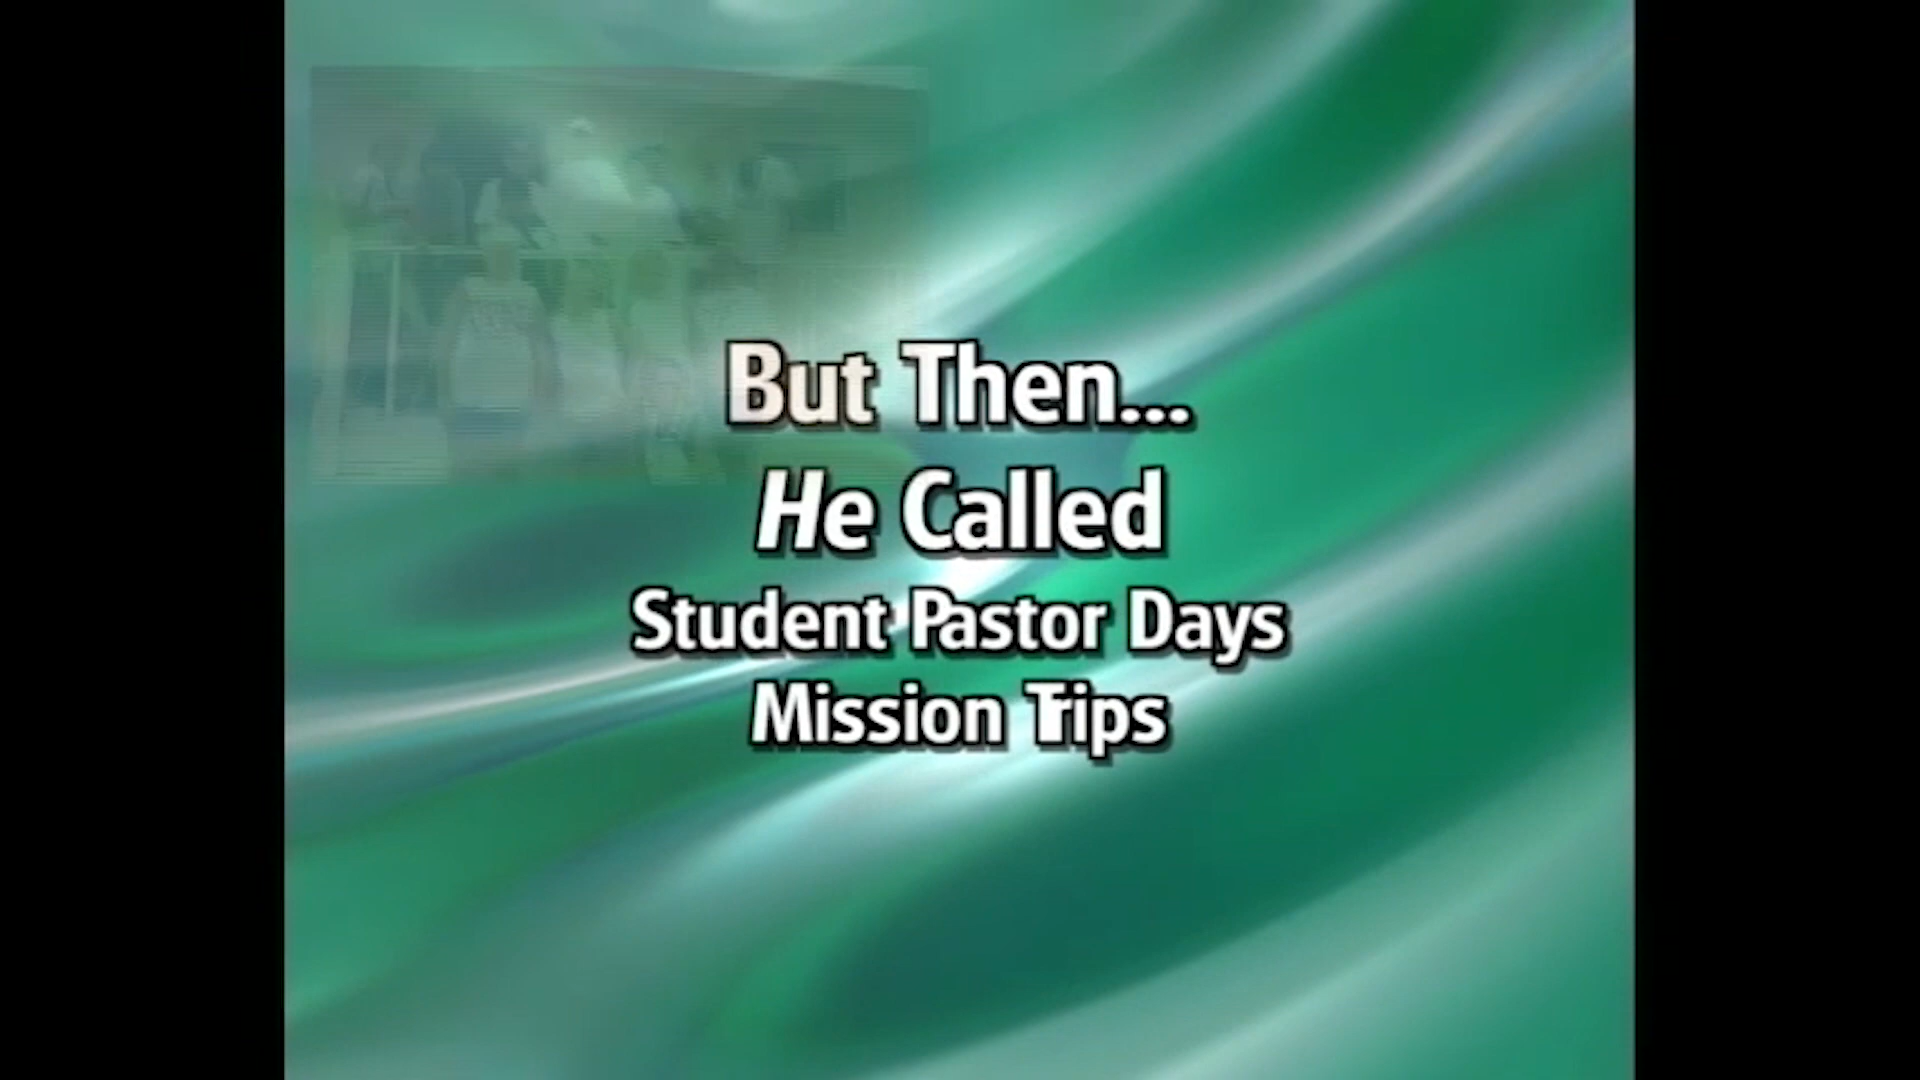 But Then...
He Called
Student Pastor Days
Mission Trips